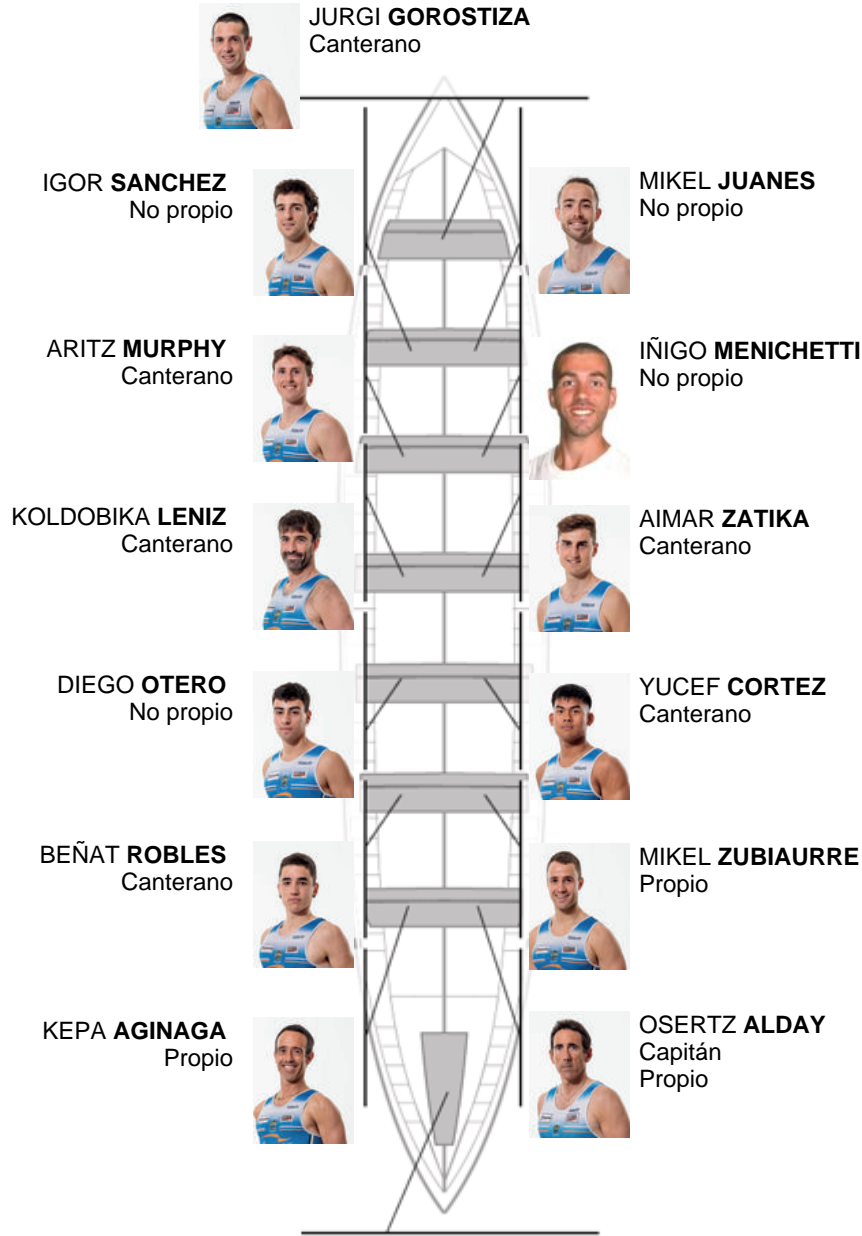 JURGI GOROSTIZA
Canterano
IGOR SANCHEZ
No propio
MIKEL JUANES
No propio
ARITZ MURPHY
Canterano
IÑIGO MENICHETTI
No propio
KOLDOBIKA LENIZ
Canterano
AIMAR ZATIKA
Canterano
DIEGO OTERO
No propio
YUCEF CORTEZ
Canterano
BEÑAT ROBLES
Canterano
MIKEL ZUBIAURRE
Propio
KEPA AGINAGA
Propio
OSERTZ ALDAY
Capitán
Propio